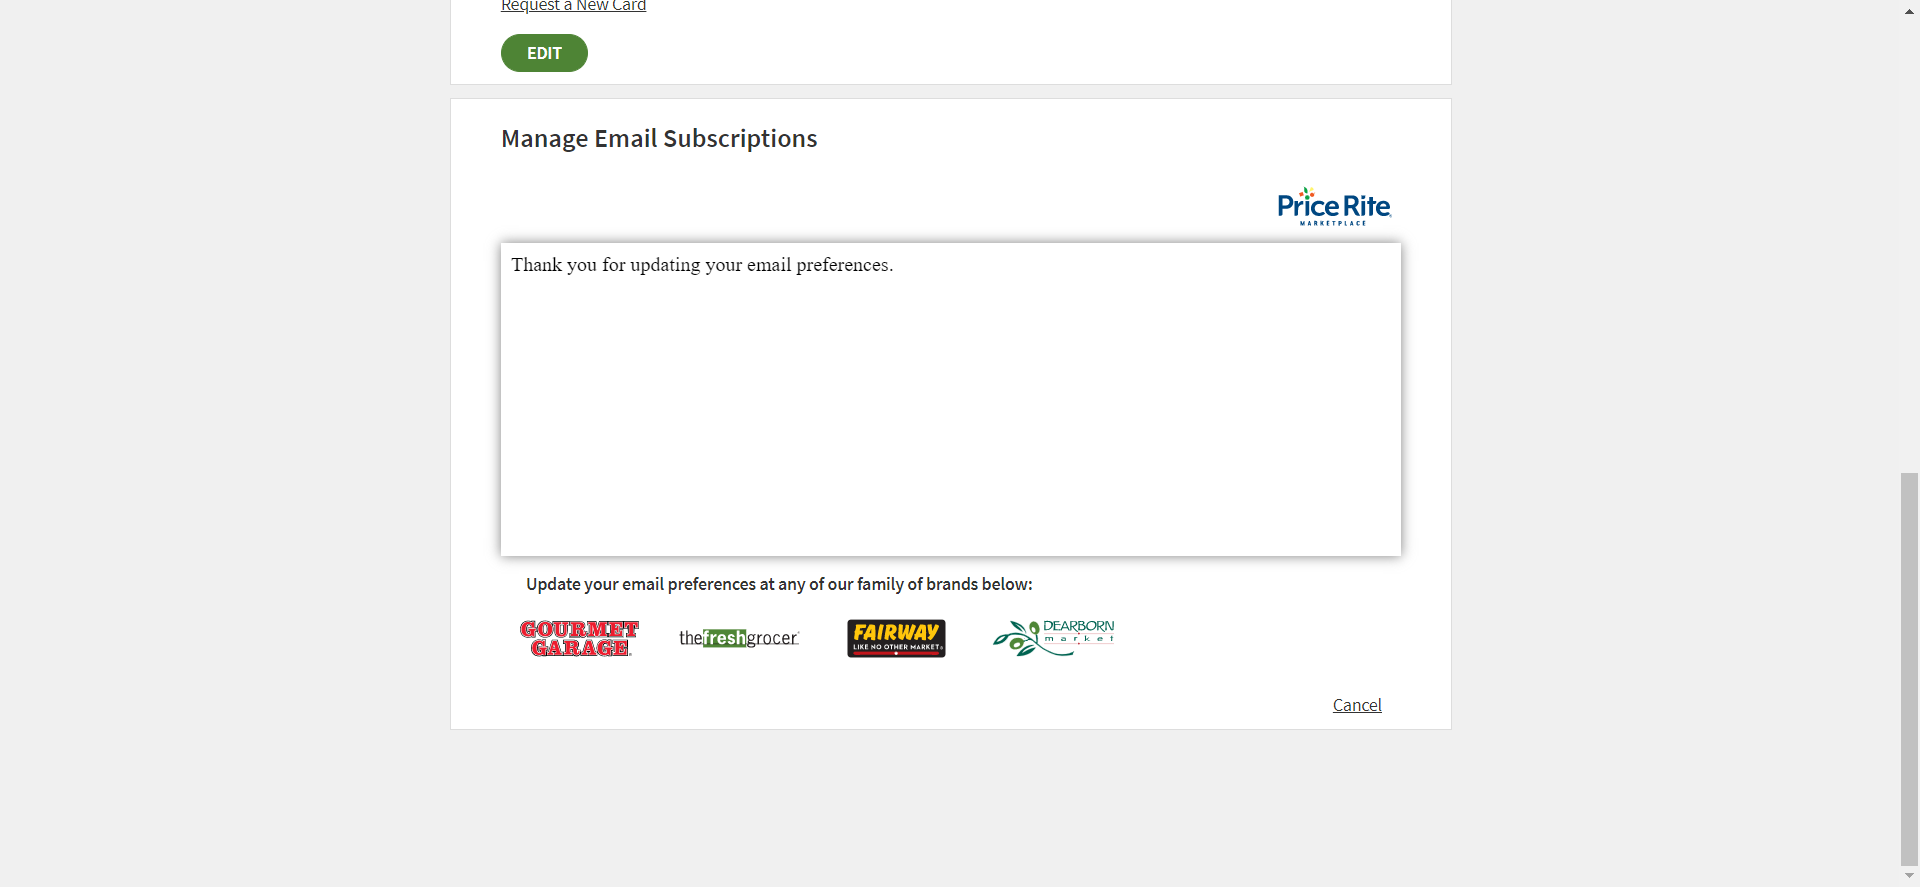 Request a New Card
EDIT
Manage Email Subscriptions
Price Rite
MARKETPLACE
Thank you for updating your email preferences.
Update your email preferences at any of our family of brands below:
GOURMET
GARAGE
thefreshgrocer
FAIRWAY
LIKE NO OTHER MARKET
DEARBORN
market
Cancel